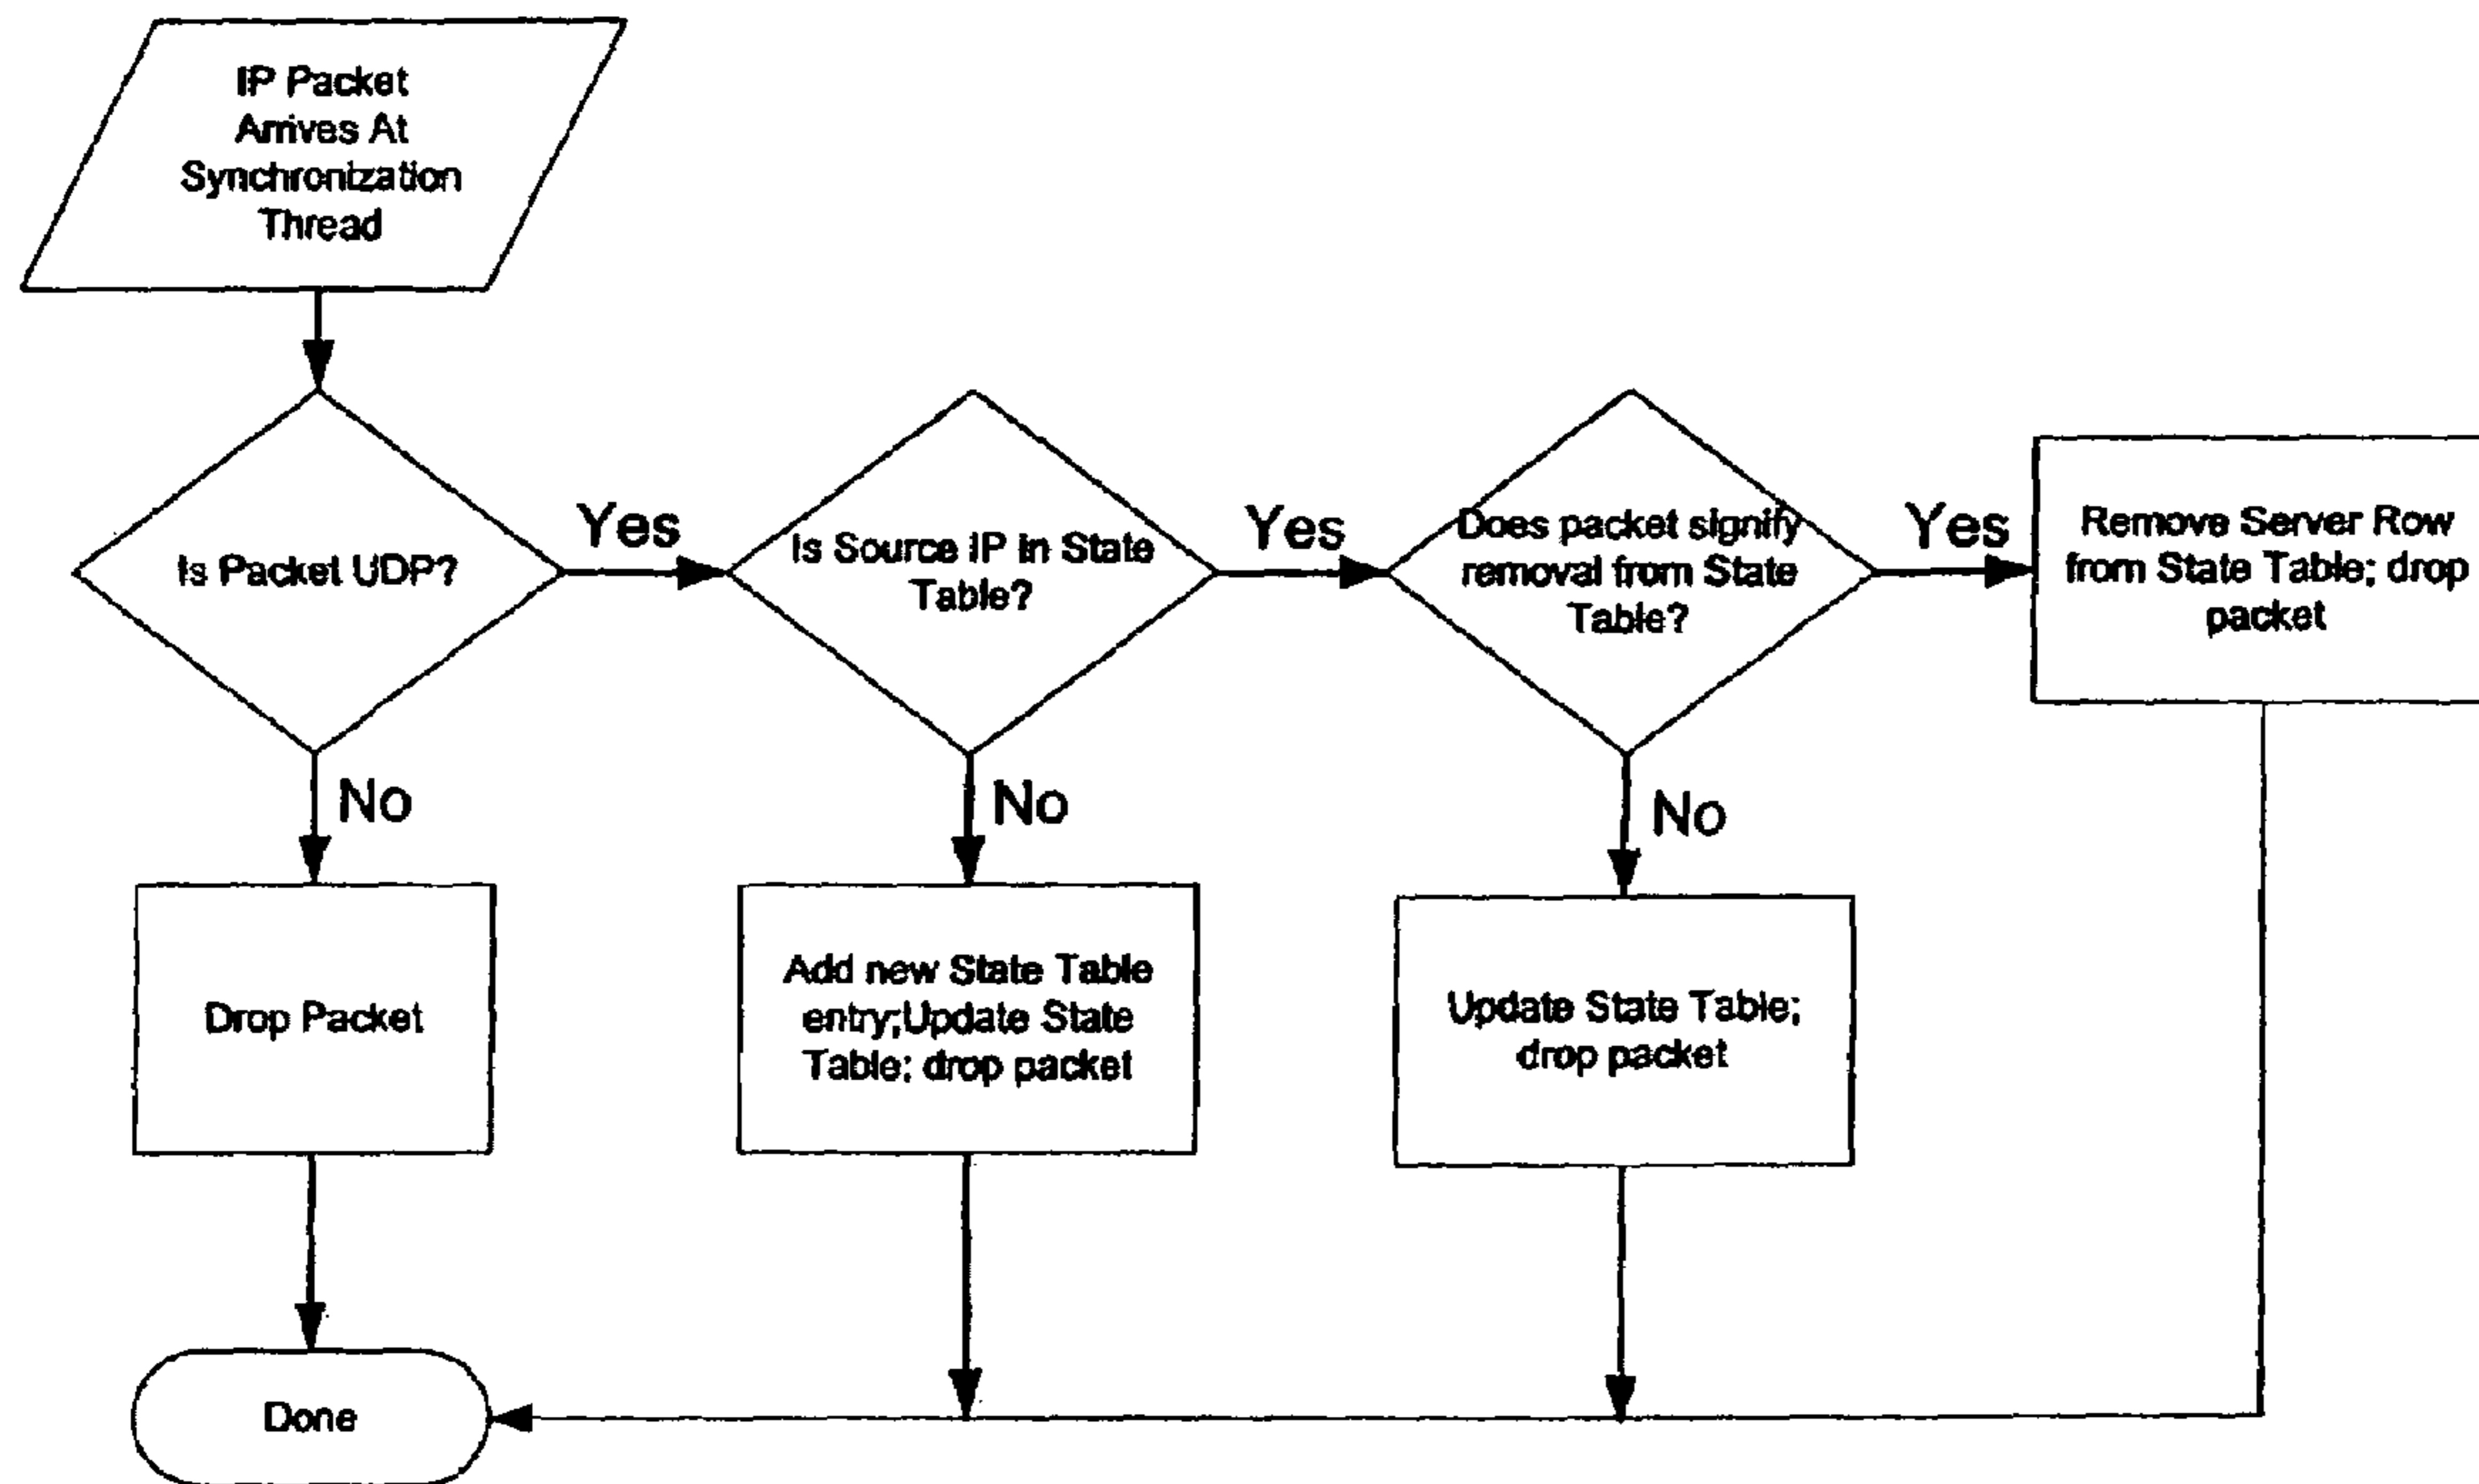 IP Packet
Arrives At
Synchronization
Thread
Is Packet UDP?
Yes
Is Source IP in State
Table?
Yes
Does packet signify
removal from State
Table?
Yes
Remove Server Row
from State Table; drop
packet
No
No
No
Drop Packet
Add new State Table
entry;Update State
Table; drop packet
Update State Table;
drop packet
Done